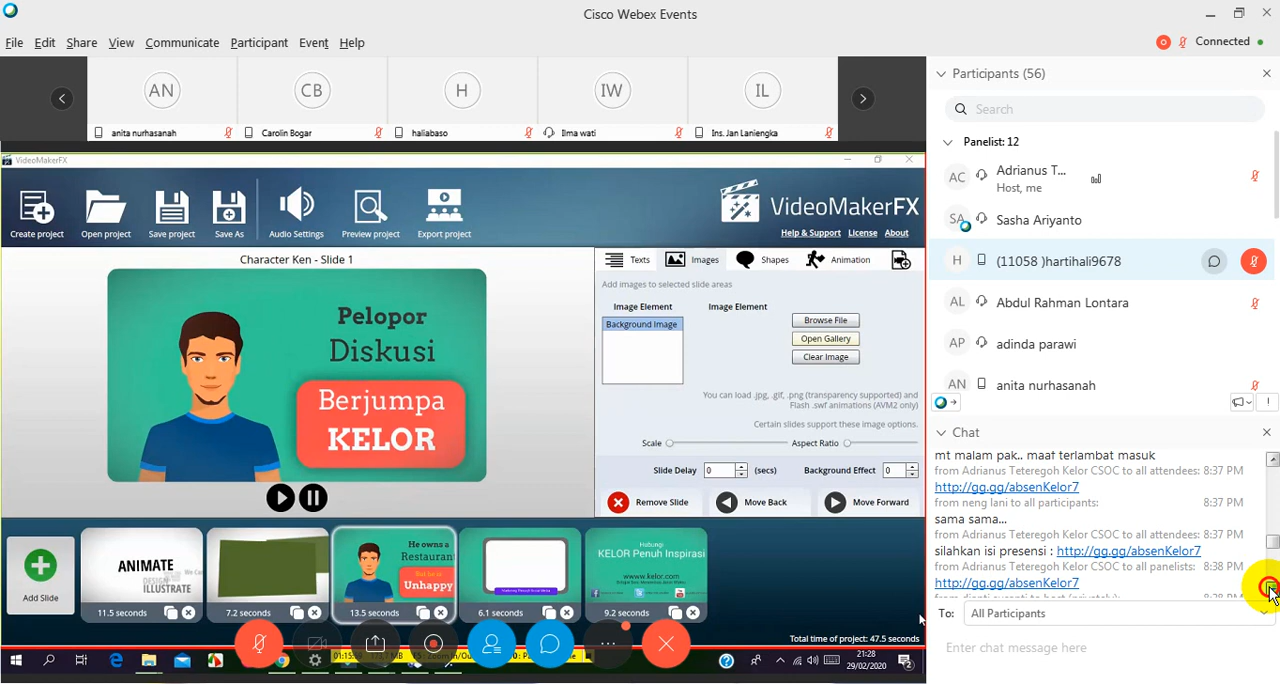 Cisco Webex Events
File Edit Share View Communicate Participant Event Help
Connected
AN
CB
H
IW
IL
anita nurhasanah
Carolin Bogar
haliabaso
Irma wati
Ins. Jan Laniengka
VideoMakerFX
Create project
Open project
Save project
Save As
Audio Settings
Preview project
Export project
VideoMakerFX
Help & Support License About
Character Ken - Slide 1
Pelopor
Diskusi
Berjumpa
KELOR
Texts Images Shapes Animation
Add images to selected slide areas
Image Element Image Element
Background Image
Browse File
Open Gallery
Clear Image
You can load .jpg, .gif, .png (transparency supported) and
Flash .swf animations (AVM2 only)
Certain slides support these image options.
Scale Aspect Ratio
Slide Delay 0 (secs) Background Effect 0
Remove Slide Move Back Move Forward
Add Slide
ANIMATE
DESIGN
ILLUSTRATE
We Ca
11.5 seconds
7.2 seconds
He owns a
Restaurant
But he is
Unhappy
13.5 seconds
6.1 seconds
Hubungi
KELOR Penuh Inspirasi
www.kelor.com
9.2 seconds
Total time of project: 47.5 seconds
21:28
29/02/2020
2
Participants (56)
Search
Panelist: 12
AC
Adrianus T...
Host, me
SA
Sasha Ariyanto
H
(11058 )hartihali9678
AL
Abdul Rahman Lontara
AP
adinda parawi
AN
anita nurhasanah
Chat
mt malam pak.. maaf terlambat masuk
from Adrianus Teteregoh Kelor CSOC to all attendees: 8:37 PM
http://gg.gg/absenKelor7
from neng lani to all participants: 8:37 PM
sama sama...
from Adrianus Teteregoh Kelor CSOC to all attendees: 8:37 PM
silahkan isi presensi : http://gg.gg/absenKelor7
from Adrianus Teteregoh Kelor CSOC to all panelists: 8:38 PM
http://gg.gg/absenKelor7
To: All Participants
Enter chat message here